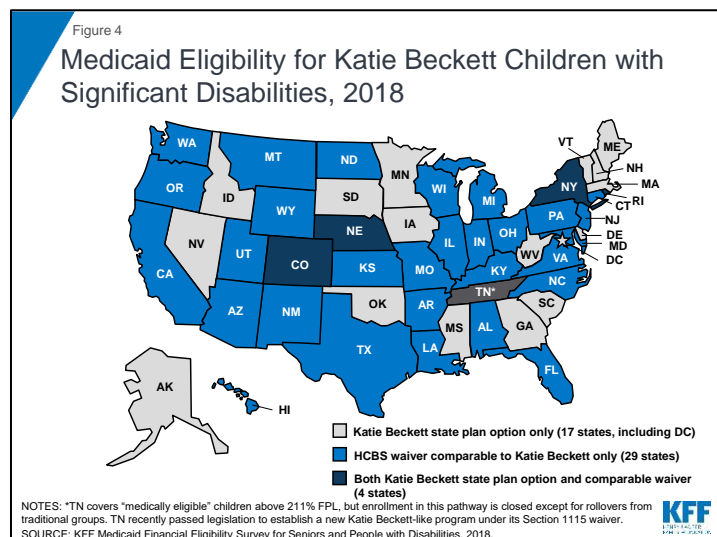 Figure 4
Medicaid Eligibility for Katie Beckett Children with
Significant Disabilities, 2018
WA
MT
ND
MN
VT
ME
NH
MA
OR
ID
SD
WI
MI
NY
RI
CT
WY
IA
PA
NJ
NE
OH
DE
NV
UT
IL
IN
MD
CO
WV
VA
DC
CA
KS
MO
KY
NC
TN*
AZ
NM
OK
AR
SC
MS
AL
GA
TX
LA
FL
AK
HI
Katie Beckett state plan option only (17 states, including DC)
HCBS waiver comparable to Katie Beckett only (29 states)
Both Katie Beckett state plan option and comparable waiver
(4 states)
NOTES: *TN covers “medically eligible” children above 211% FPL, but enrollment in this pathway is closed except for rollovers from
traditional groups. TN recently passed legislation to establish a new Katie Beckett-like program under its Section 1115 waiver.
SOURCE: KFF Medicaid Financial Eligibility Survey for Seniors and People with Disabilities, 2018.
KFF